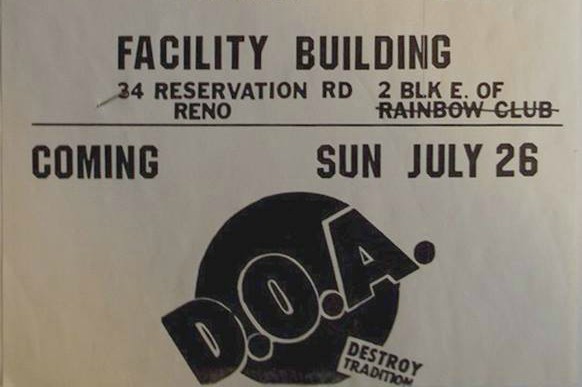 FACILITY BUILDING
34 RESERVATION RD 2 BLK E. OF
RENO RAINBOW CLUB
COMING SUN JULY 26
D.O.A.
DESTROY
TRADITION